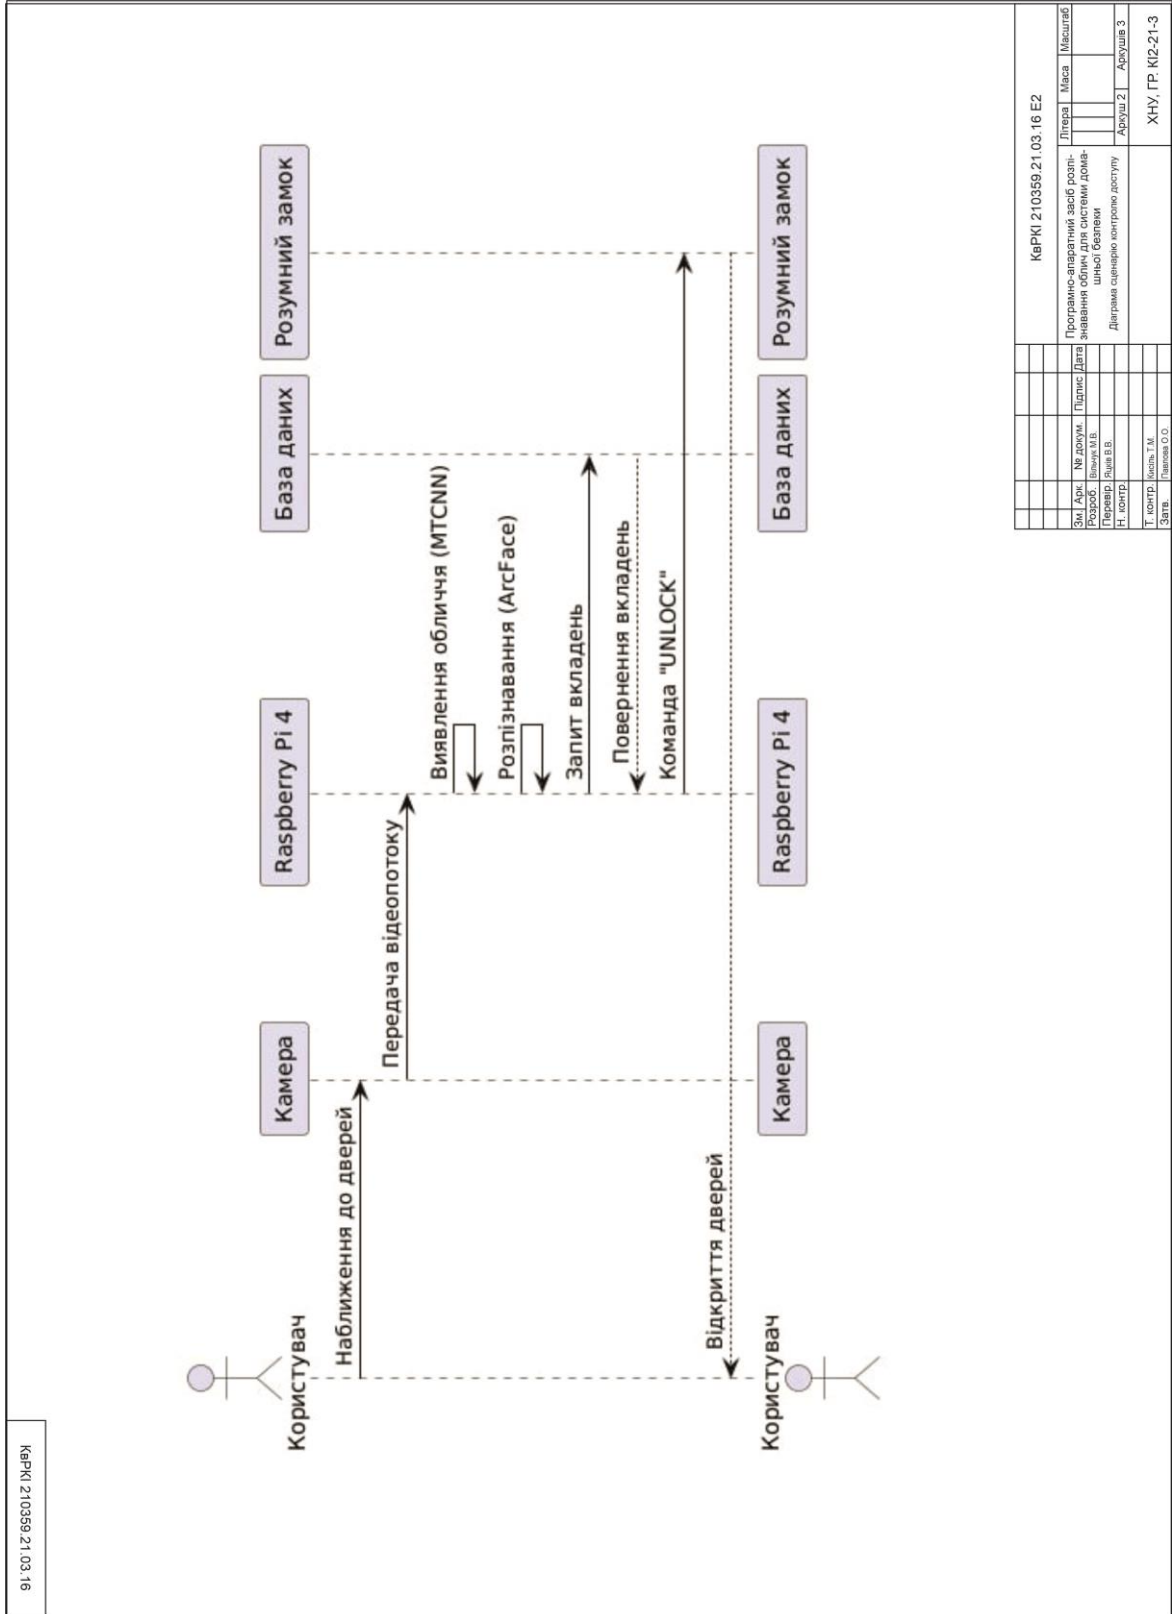 КвРКІ 210359.21.03.16
Користувач
Камера
Raspberry Pi 4
База даних
Розумний замок
Наближення до дверей
Передача відеопотоку
Виявлення обличчя (MTCNN)
Розпізнавання (ArcFace)
Запит вкладень
Повернення вкладень
Команда "UNLOCK"
Відкриття дверей
Користувач
Камера
Raspberry Pi 4
База даних
Розумний замок
КвРКІ 210359.21.03.16 Е2
Зм. Арк. № докум. Підпис Дата
Розроб. Вільчук М.В.
Перевір. Яцків В.В.
Н. контр.
Т. контр. Кисіль Т.М.
Затв. Павлова О.О.
Програмно-апаратний засіб розпі-
знавання облич для системи дома-
шньої безпеки
Діаграма сценарію контролю доступу
Літера Маса Масштаб
Аркуш 2 Аркушів 3
ХНУ, ГР. КІ2-21-3